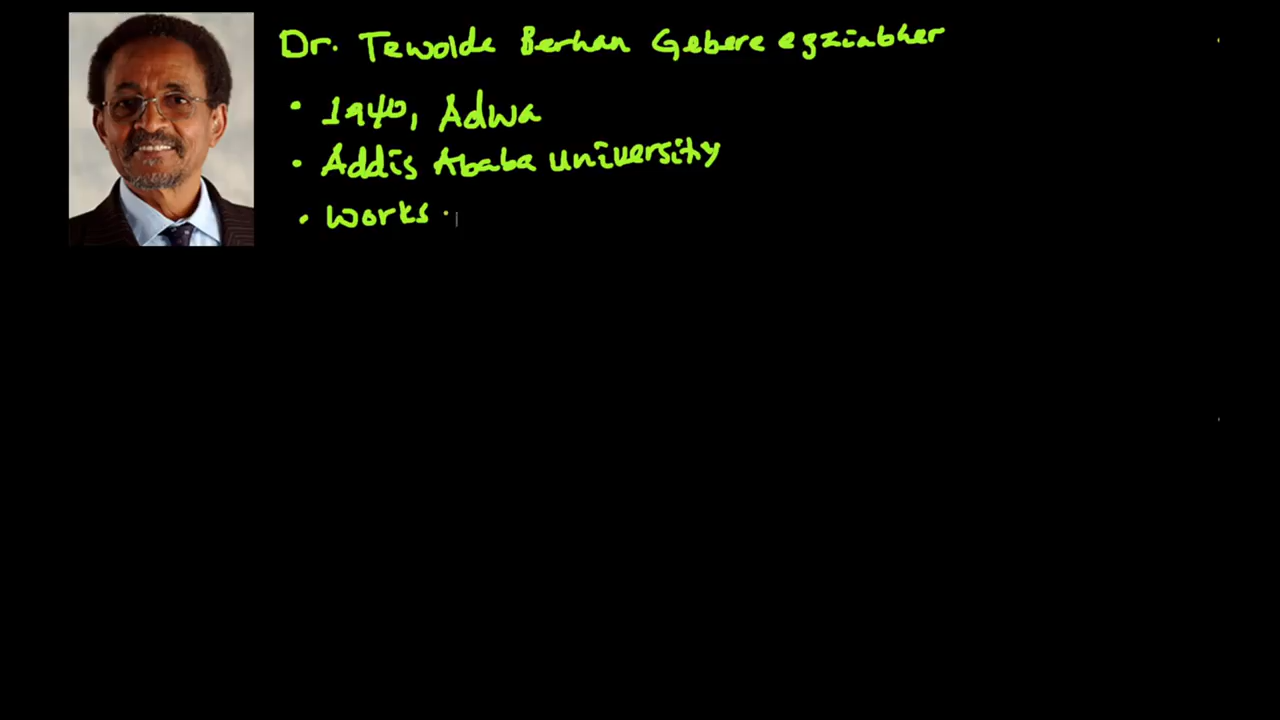 Dr. Tewolde Berhan Gebere egziabher
• 1940, Adwa
• Addis Ababa university
• Works